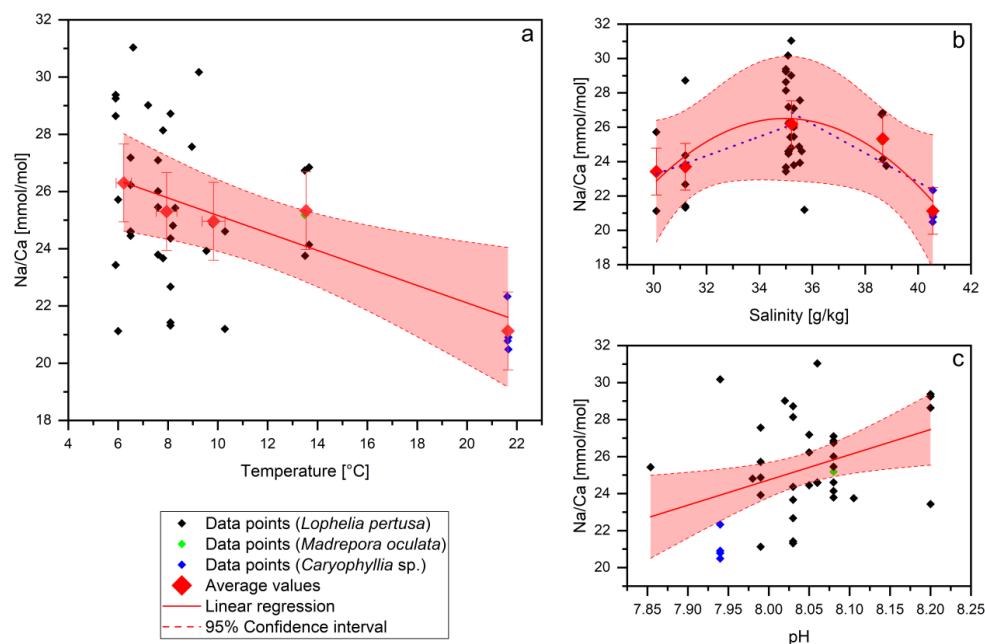 a
32
30
28
26
24
22
20
18
Na/Ca [mmol/mol]
4 6 8 10 12 14 16 18 20 22
Temperature [°C]
b
32
30
28
26
24
22
20
18
Na/Ca [mmol/mol]
30 32 34 36 38 40 42
Salinity [g/kg]
c
32
30
28
26
24
22
20
Na/Ca [mmol/mol]
7.85 7.90 7.95 8.00 8.05 8.10 8.15 8.20 8.25
pH
Data points (Lophelia pertusa)
Data points (Madrepora oculata)
Data points (Caryophyllia sp.)
Average values
Linear regression
95% Confidence interval